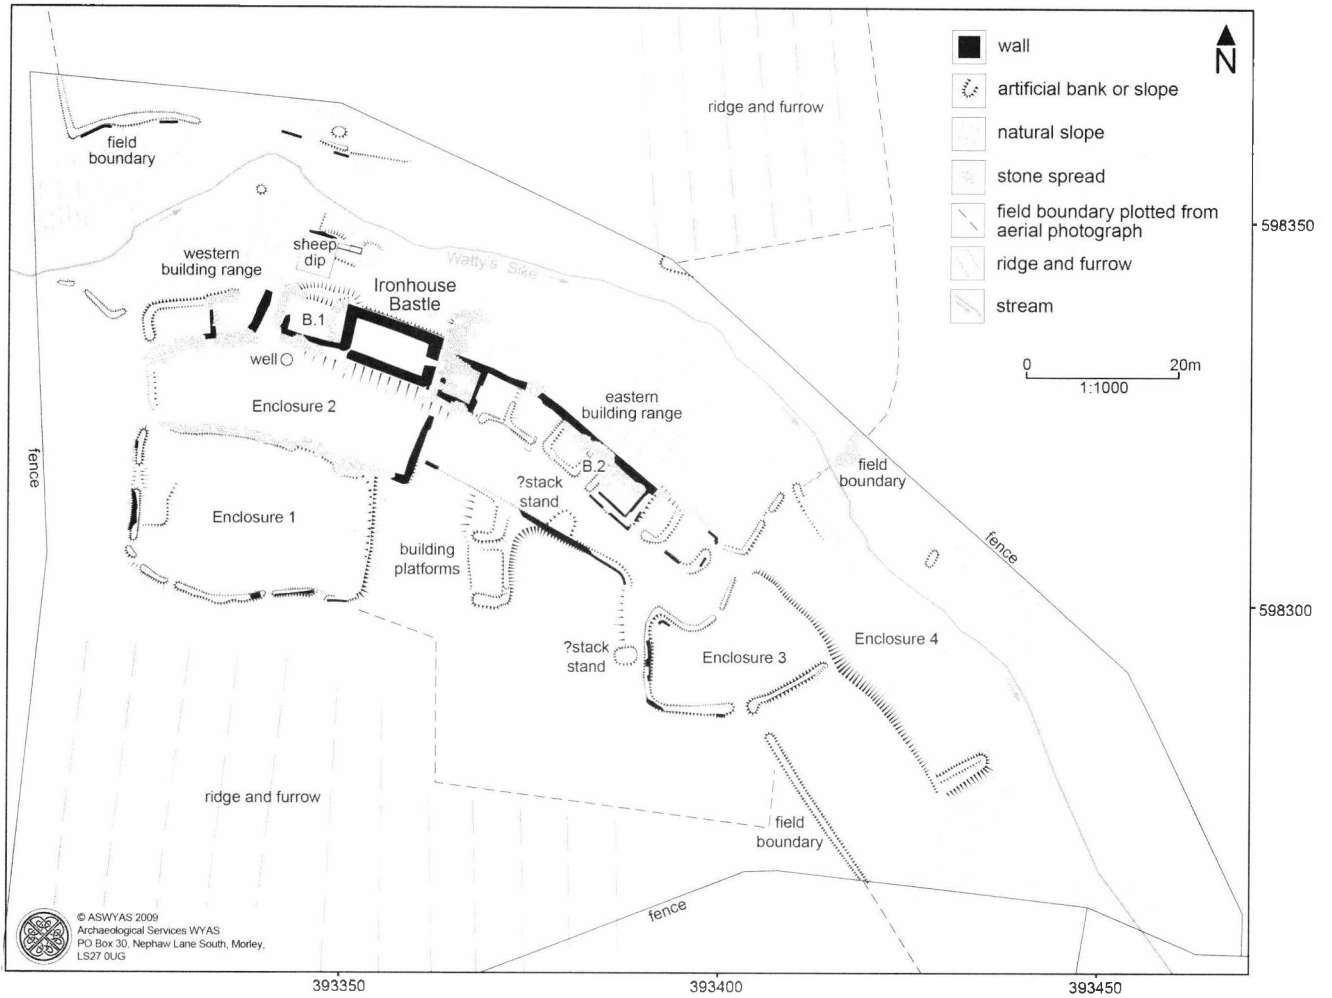 N
wall
artificial bank or slope
natural slope
stone spread
field boundary plotted from
aerial photograph
ridge and furrow
stream
0 20m
1:1000
ridge and furrow
field
boundary
598350
sheep
dip
western
building range
Watty's Sike
Ironhouse
Bastle
B.1
well
Enclosure 2
eastern
building range
fence
B.2
field
boundary
?stack
stand
Enclosure 1
fence
building
platforms
598300
Enclosure 4
?stack
stand
Enclosure 3
ridge and furrow
field
boundary
fence
© ASWYAS 2009
Archaeological Services WYAS
PO Box 30, Nephaw Lane South, Morley,
LS27 0UG
393350
393400
393450